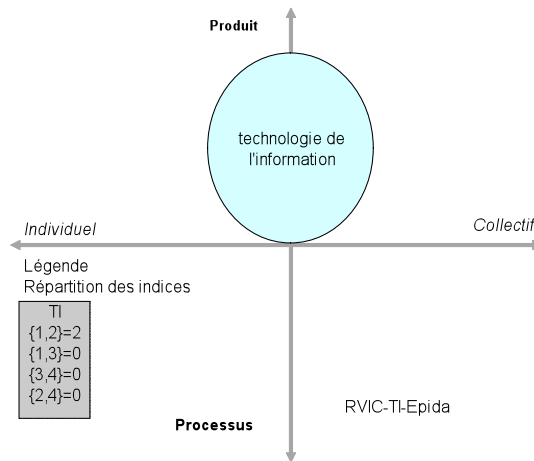 Produit
technologie de
l'information
Individuel
Collectif
Légende
Répartition des indices
TI
{1,2}=2
{1,3}=0
{3,4}=0
{2,4}=0
RVIC-TI-Epida
Processus